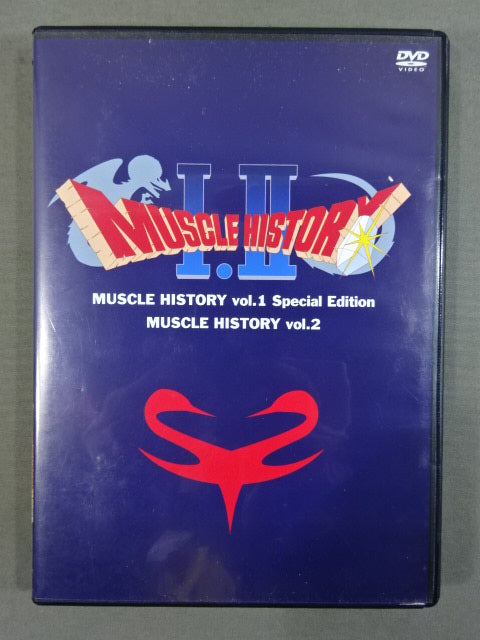 DVD
VIDEO
I.II
MUSCLE HISTORY
MUSCLE HISTORY vol.1 Special Edition
MUSCLE HISTORY vol.2